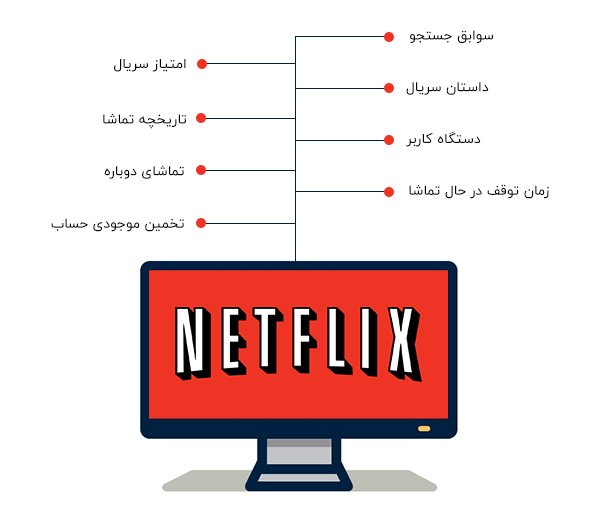 سوابق جستجو
امتیاز سریال
داستان سریال
تاریخچه تماشا
دستگاه کاربر
تماشای دوباره
زمان توقف در حال تماشا
تخمین موجودی حساب
NETFLIX